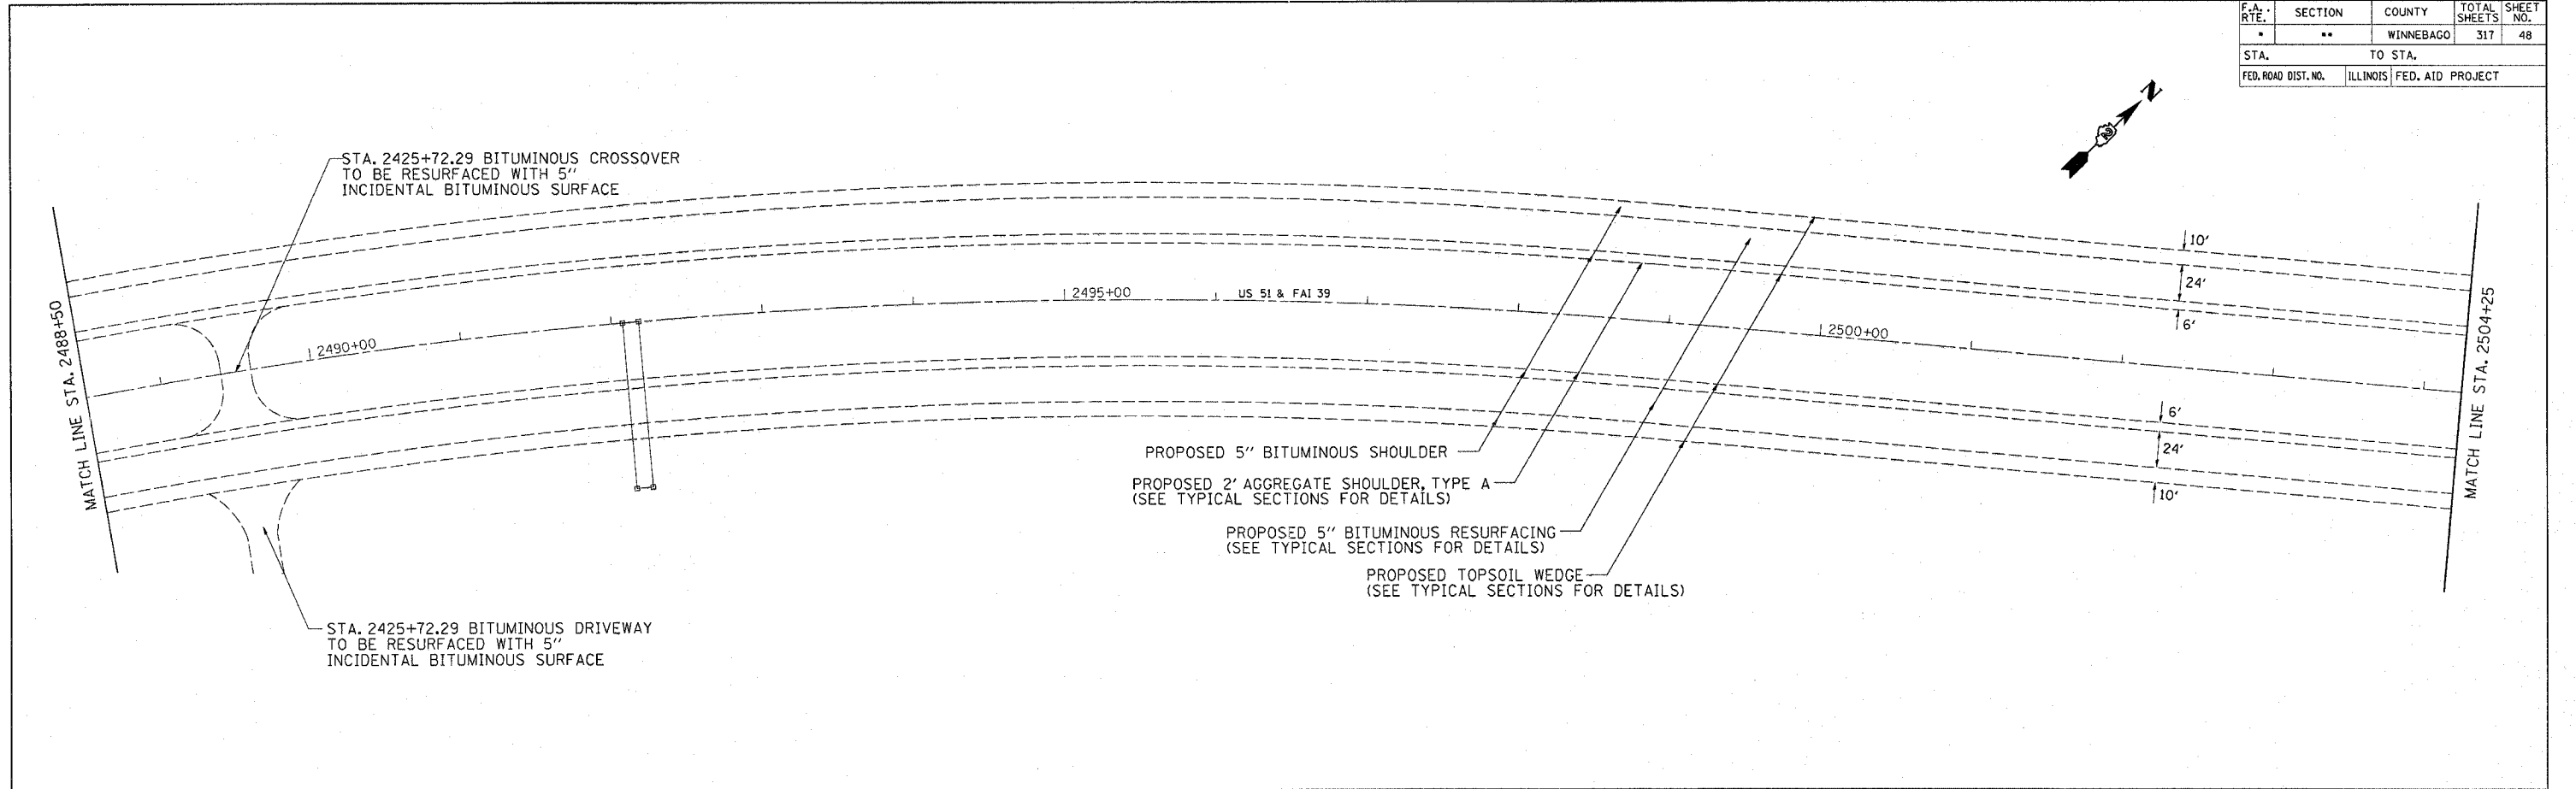 F.A. RTE. SECTION COUNTY TOTAL SHEETS SHEET NO.
* ** WINNEBAGO 317 48
STA. TO STA.
FED. ROAD DIST. NO. ILLINOIS FED. AID PROJECT
N
STA. 2425+72.29 BITUMINOUS CROSSOVER
TO BE RESURFACED WITH 5"
INCIDENTAL BITUMINOUS SURFACE
MATCH LINE STA. 2488+50
2490+00
2495+00
US 51 & FAI 39
2500+00
10'
24'
6'
6'
24'
10'
MATCH LINE STA. 2504+25
PROPOSED 5" BITUMINOUS SHOULDER
PROPOSED 2' AGGREGATE SHOULDER, TYPE A
(SEE TYPICAL SECTIONS FOR DETAILS)
PROPOSED 5" BITUMINOUS RESURFACING
(SEE TYPICAL SECTIONS FOR DETAILS)
PROPOSED TOPSOIL WEDGE
(SEE TYPICAL SECTIONS FOR DETAILS)
STA. 2425+72.29 BITUMINOUS DRIVEWAY
TO BE RESURFACED WITH 5"
INCIDENTAL BITUMINOUS SURFACE